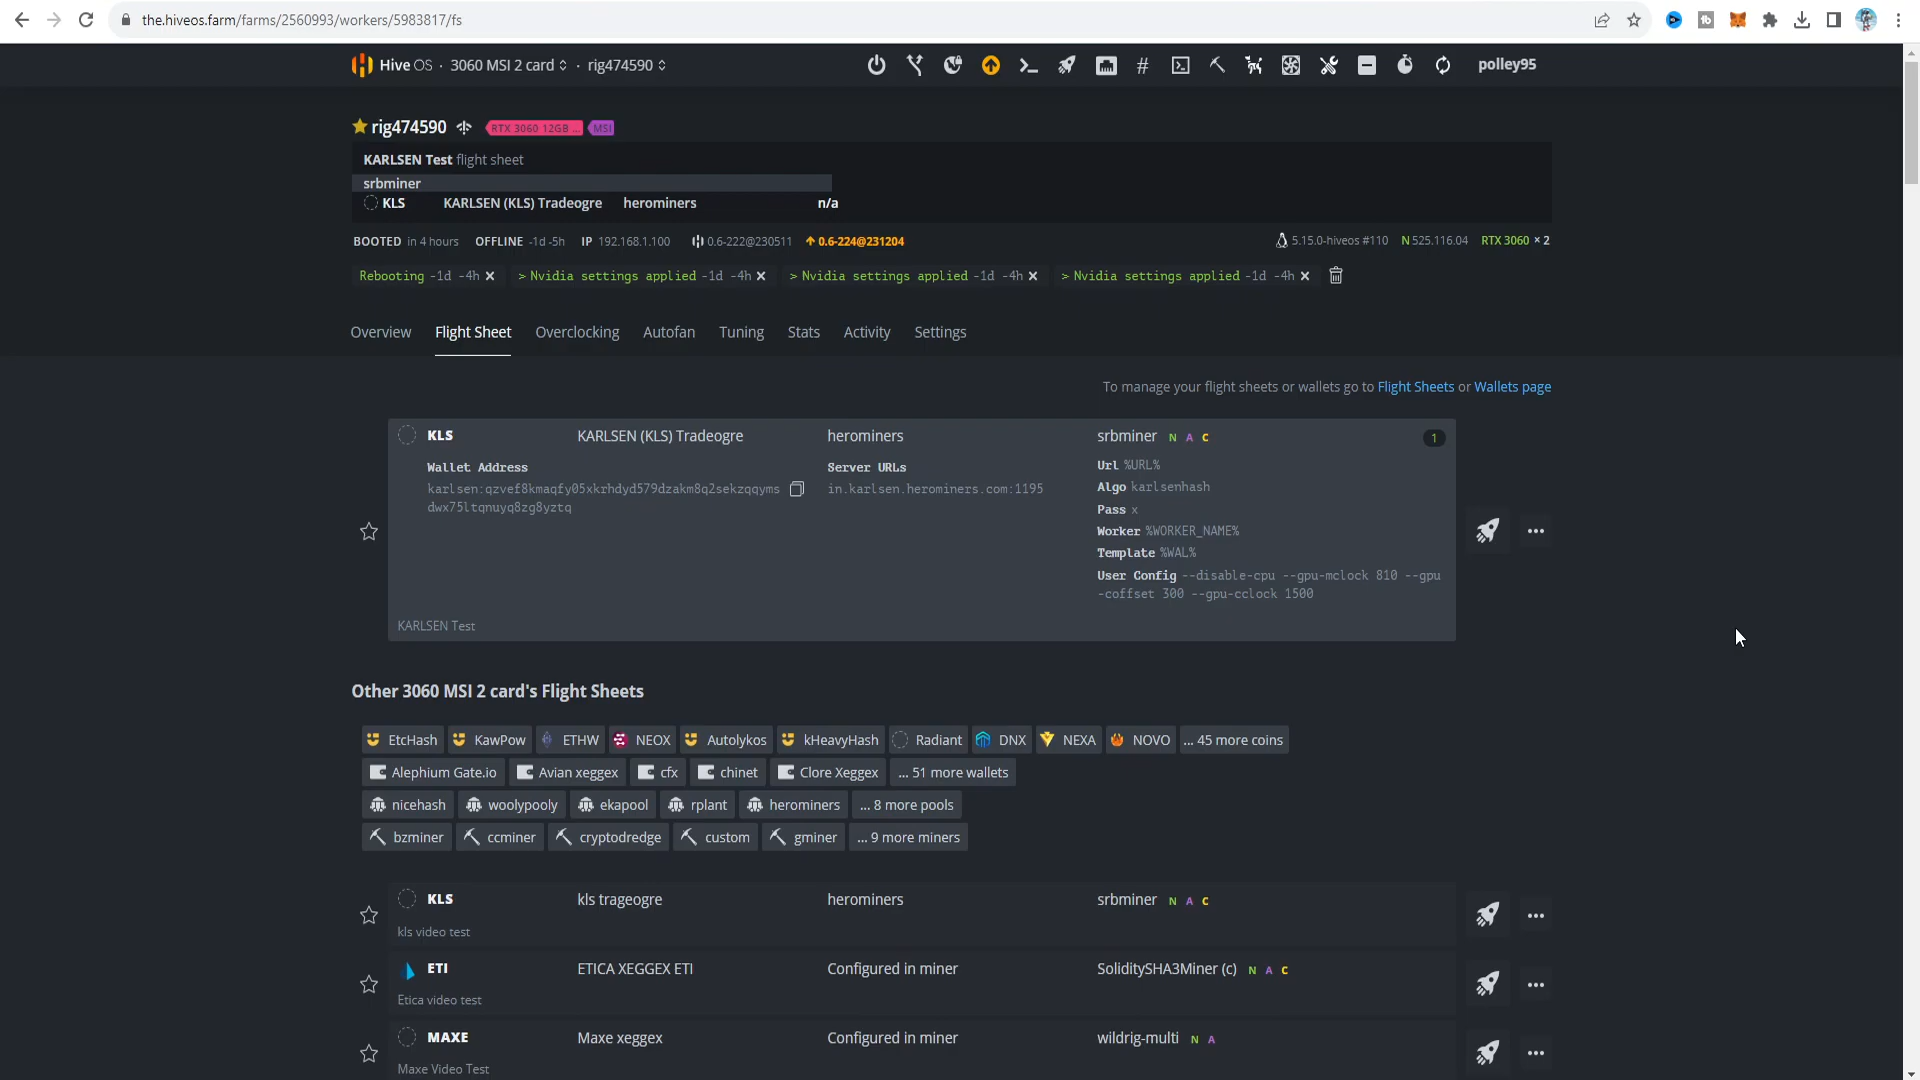 the.hiveos.farm/farms/2560993/workers/5983817/fs
Hive OS · 3060 MSI 2 card · rig474590
polley95
rig474590 RTX 3060 12GB ... MSI
KARLSEN Test flight sheet
srbminer
KLS KARLSEN (KLS) Tradeogre herominers n/a
BOOTED in 4 hours OFFLINE -1d -5h IP 192.168.1.100 0.6-222@230511 0.6-224@231204 5.15.0-hiveos #110 N 525.116.04 RTX 3060 × 2
Rebooting -1d -4h × > Nvidia settings applied -1d -4h × > Nvidia settings applied -1d -4h × > Nvidia settings applied -1d -4h ×
Overview Flight Sheet Overclocking Autofan Tuning Stats Activity Settings
To manage your flight sheets or wallets go to Flight Sheets or Wallets page
KLS KARLSEN (KLS) Tradeogre herominers srbminer N A C 1
Wallet Address
karlsen:qzvef8kmaqfy05xkrhdyd579dzakm8q2sekzqqyms
dwx75ltqnuyq8zg8yztq
Server URLs
in.karlsen.herominers.com:1195
Url %URL%
Algo karlsenhash
Pass x
Worker %WORKER_NAME%
Template %WAL%
User Config --disable-cpu --gpu-mclock 810 --gpu
-coffset 300 --gpu-cclock 1500
KARLSEN Test
Other 3060 MSI 2 card's Flight Sheets
EtcHash KawPow ETHW NEOX Autolykos kHeavyHash Radiant DNX NEXA NOVO ... 45 more coins
Alephium Gate.io Avian xeggex cfx chinet Clore Xeggex ... 51 more wallets
nicehash woolypooly ekapool rplant herominers ... 8 more pools
bzminer ccminer cryptodredge custom gminer ... 9 more miners
KLS kls trageogre herominers srbminer N A C
kls video test
ETI ETICA XEGGEX ETI Configured in miner SoliditySHA3Miner (c) N A C
Etica video test
MAXE Maxe xeggex Configured in miner wildrig-multi N A
Maxe Video Test